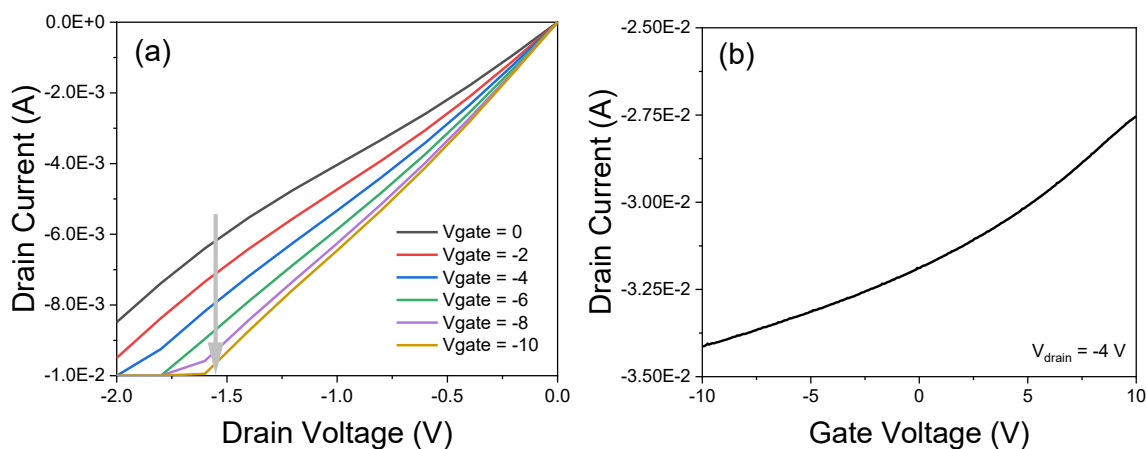 (a)
Drain Current (A)
0.0E+0
-2.0E-3
-4.0E-3
-6.0E-3
-8.0E-3
-1.0E-2
Vgate = 0
Vgate = -2
Vgate = -4
Vgate = -6
Vgate = -8
Vgate = -10
-2.0
-1.5
-1.0
-0.5
0.0
Drain Voltage (V)
(b)
Drain Current (A)
-2.50E-2
-2.75E-2
-3.00E-2
-3.25E-2
-3.50E-2
Vdrain = -4 V
-10
-5
0
5
10
Gate Voltage (V)